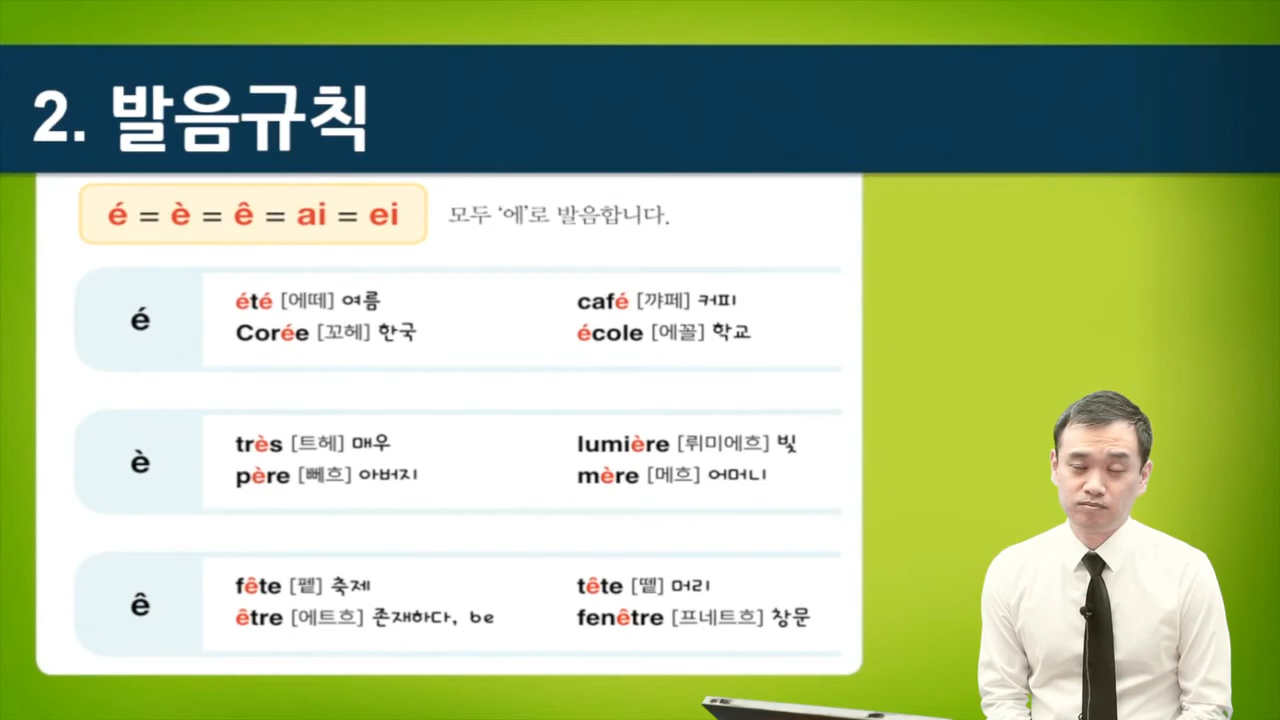 2. 발음규칙
é = è = ê = ai = ei 모두 '에'로 발음합니다.
é
été [에떼] 여름 café [꺄페] 커피
Corée [꼬헤] 한국 école [에꼴] 학교
è
très [트헤] 매우 lumière [뤼미에흐] 빛
père [뻬흐] 아버지 mère [메흐] 어머니
ê
fête [펱] 축제 tête [뗕] 머리
être [에트흐] 존재하다, be fenêtre [프네트흐] 창문